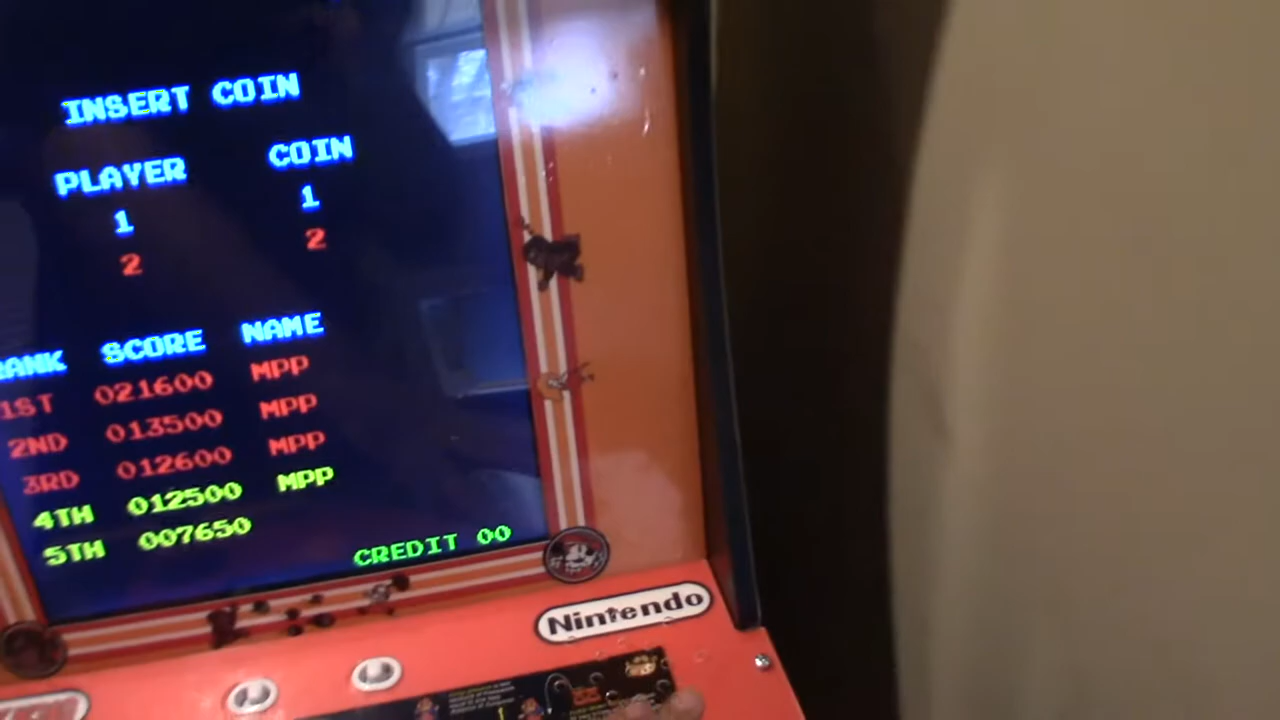 INSERT COIN
PLAYER COIN
1 1
2 2
RANK SCORE NAME
1ST 021600 MPP
2ND 013500 MPP
3RD 012600 MPP
4TH 012500 MPP
5TH 007650
CREDIT 00
Nintendo